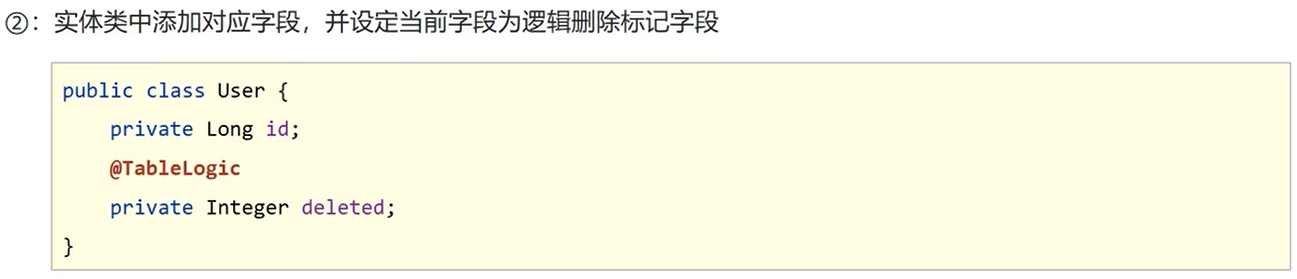 ②：实体类中添加对应字段，并设定当前字段为逻辑删除标记字段
public class User {
    private Long id;
    @TableLogic
    private Integer deleted;
}